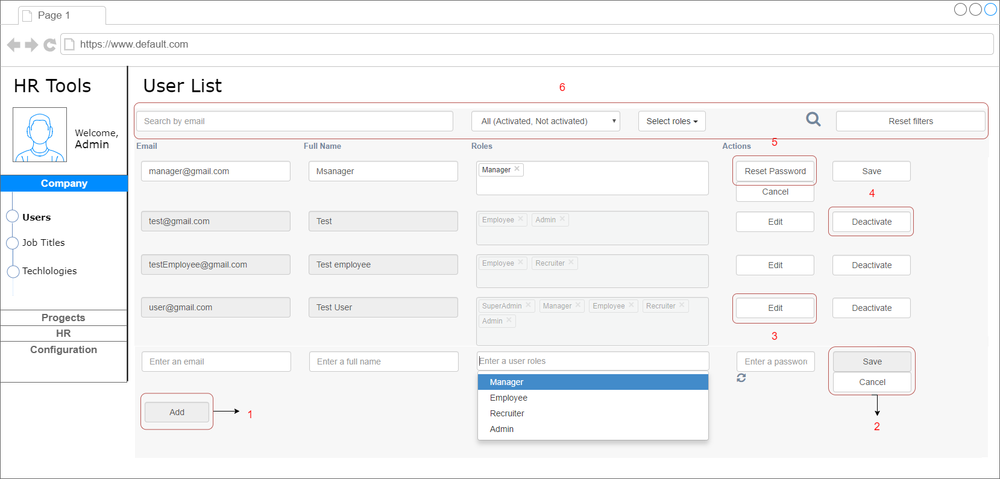 Page 1
https://www.default.com
HR Tools
Welcome,
Admin
Company
Users
Job Titles
Techlologies
Progects
HR
Configuration
User List
6
Search by email
All (Activated, Not activated)
Select roles
Reset filters
Email Full Name Roles Actions
5
manager@gmail.com Msanager Manager × Reset Password Save
Cancel
4
test@gmail.com Test Employee × Admin × Edit Deactivate
testEmployee@gmail.com Test employee Employee × Recruiter × Edit Deactivate
user@gmail.com Test User SuperAdmin × Manager × Employee × Recruiter × Edit Deactivate
Admin ×
3
Enter an email Enter a full name Enter a user roles Enter a password Save
Cancel
Manager
Employee
Recruiter
Admin
Add
1
2